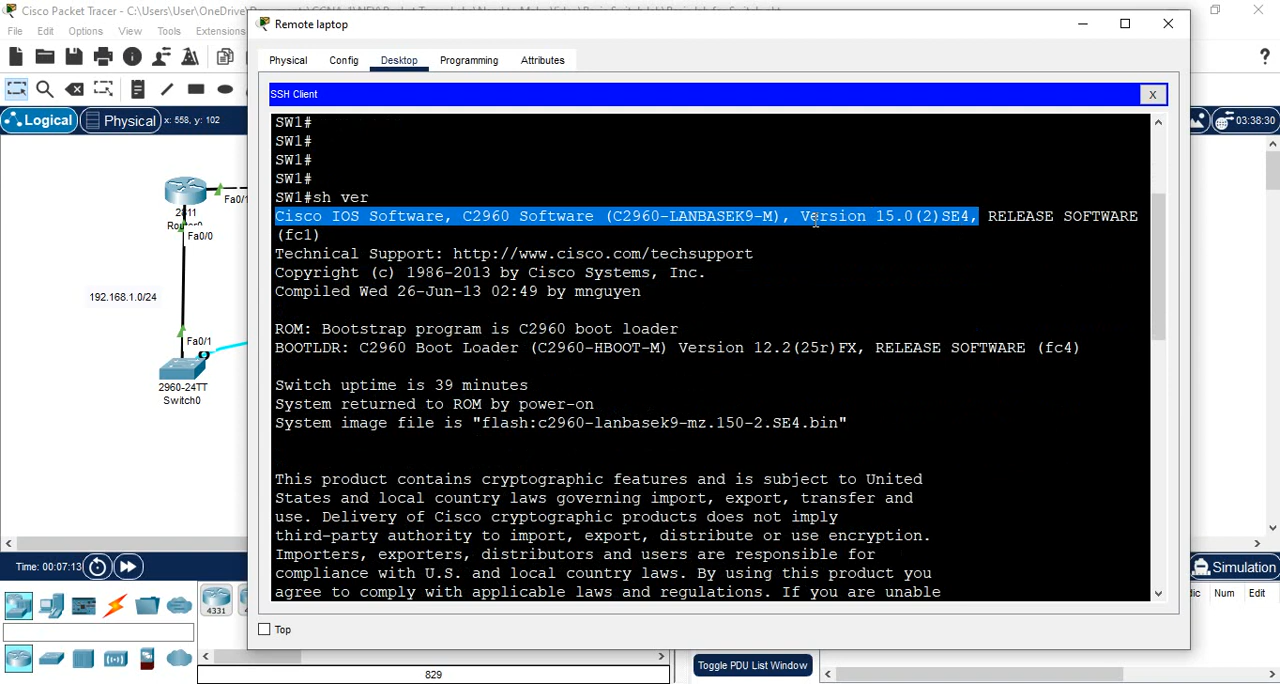 Cisco Packet Tracer - C:\Users\User\OneDrive\
Remote laptop
File Edit Options View Tools Extensions
Physical Config Desktop Programming Attributes
SSH Client
X
Logical Physical x: 558, y: 102
03:38:30
SW1#
SW1#
SW1#
SW1#
SW1#sh ver
Cisco IOS Software, C2960 Software (C2960-LANBASEK9-M), Version 15.0(2)SE4, RELEASE SOFTWARE
(fc1)
Technical Support: http://www.cisco.com/techsupport
Copyright (c) 1986-2013 by Cisco Systems, Inc.
Compiled Wed 26-Jun-13 02:49 by mnguyen
ROM: Bootstrap program is C2960 boot loader
BOOTLDR: C2960 Boot Loader (C2960-HBOOT-M) Version 12.2(25r)FX, RELEASE SOFTWARE (fc4)
Switch uptime is 39 minutes
System returned to ROM by power-on
System image file is "flash:c2960-lanbasek9-mz.150-2.SE4.bin"
This product contains cryptographic features and is subject to United
States and local country laws governing import, export, transfer and
use. Delivery of Cisco cryptographic products does not imply
third-party authority to import, export, distribute or use encryption.
Importers, exporters, distributors and users are responsible for
compliance with U.S. and local country laws. By using this product you
agree to comply with applicable laws and regulations. If you are unable
Top
Fa0/1
2811
Router0
Fa0/0
192.168.1.0/24
Fa0/1
2960-24TT
Switch0
Time: 00:07:13
Simulation
4331
Num Edit
829
Toggle PDU List Window